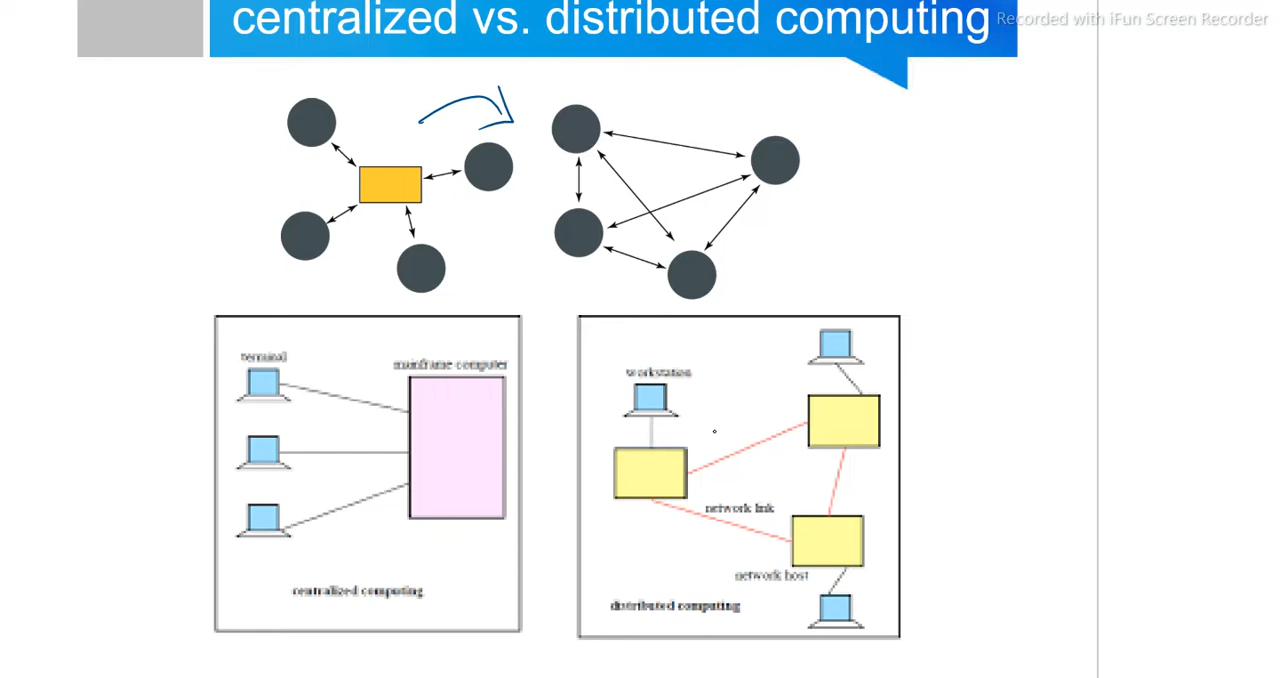 centralized vs. distributed computing
Recorded with iFun Screen Recorder
terminal
mainframe computer
centralized computing
workstation
network link
network host
distributed computing